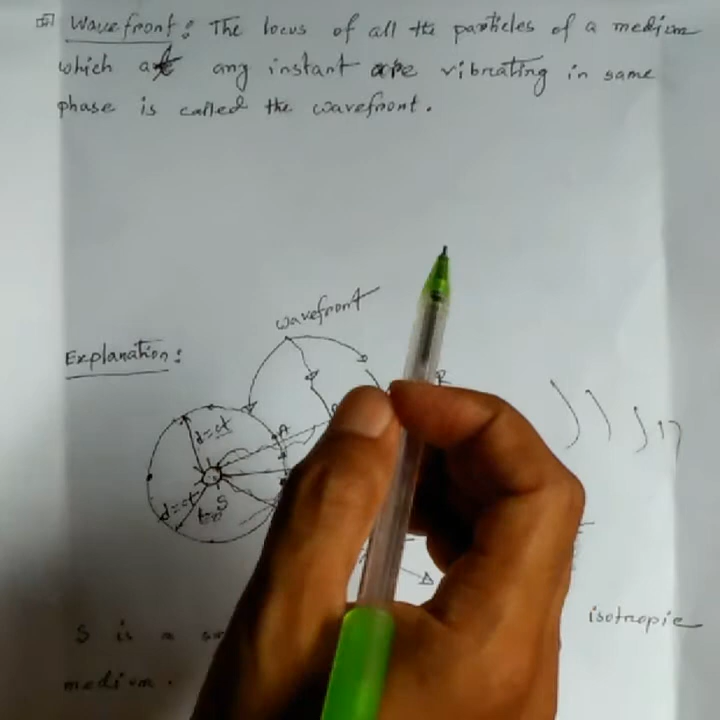 Wavefront: The locus of all the particles of a medium
which at any instant are vibrating in same
phase is called the wavefront.
wavefront
Explanation:
R
A
d=ct
d=ct
S
t=0
isotropic
S is a
medium.